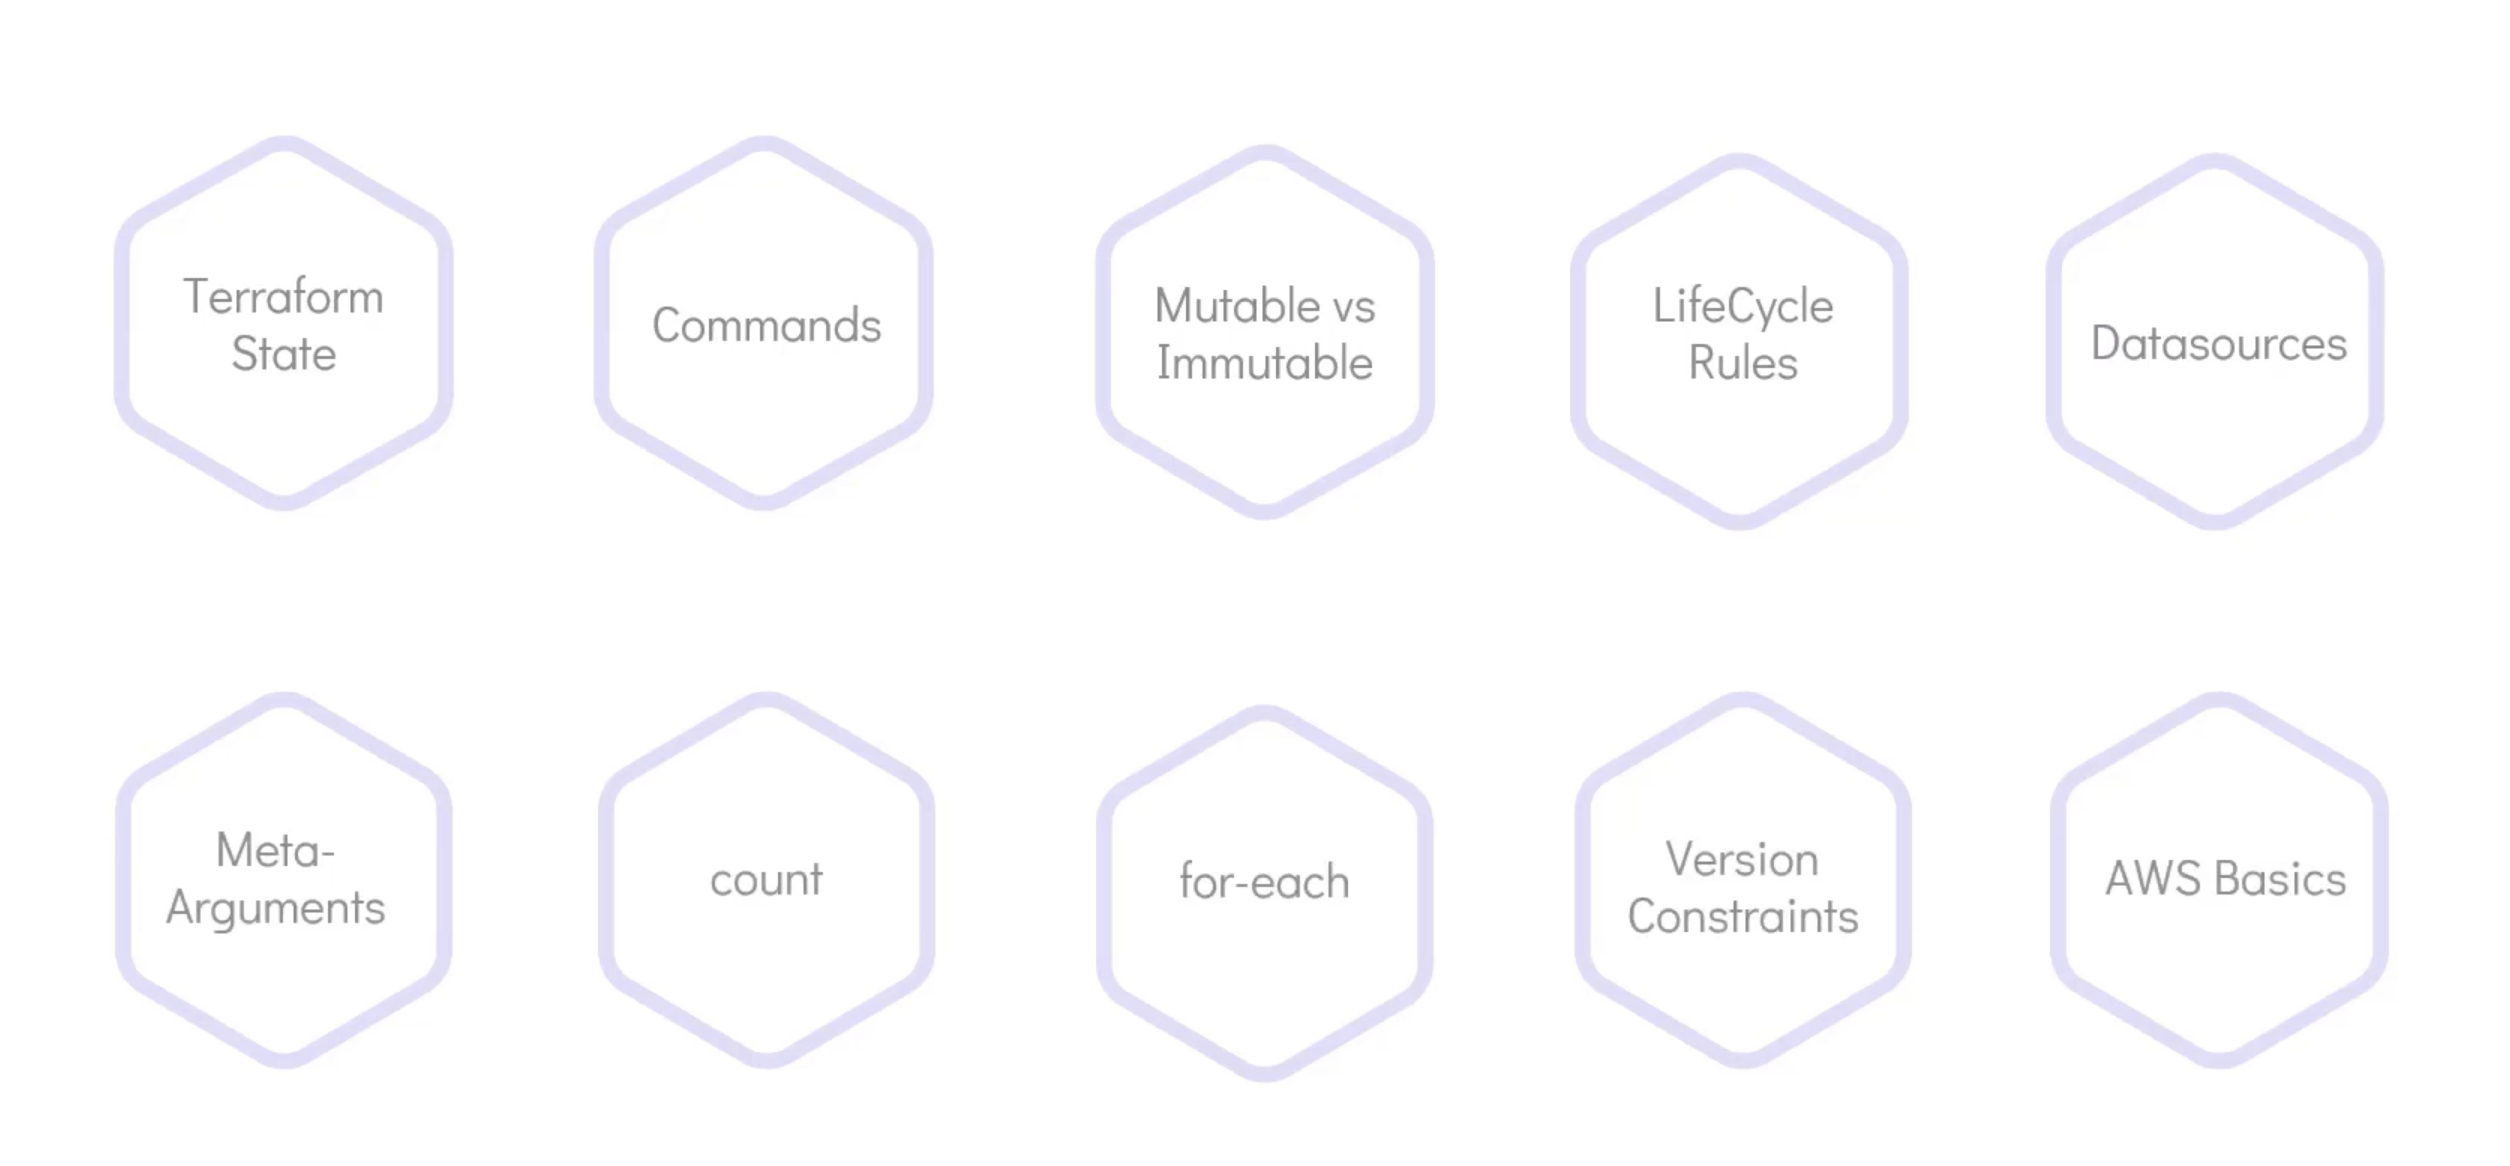 Terraform
State
Commands
Mutable vs
Immutable
LifeCycle
Rules
Datasources
Meta-
Arguments
count
for-each
Version
Constraints
AWS Basics